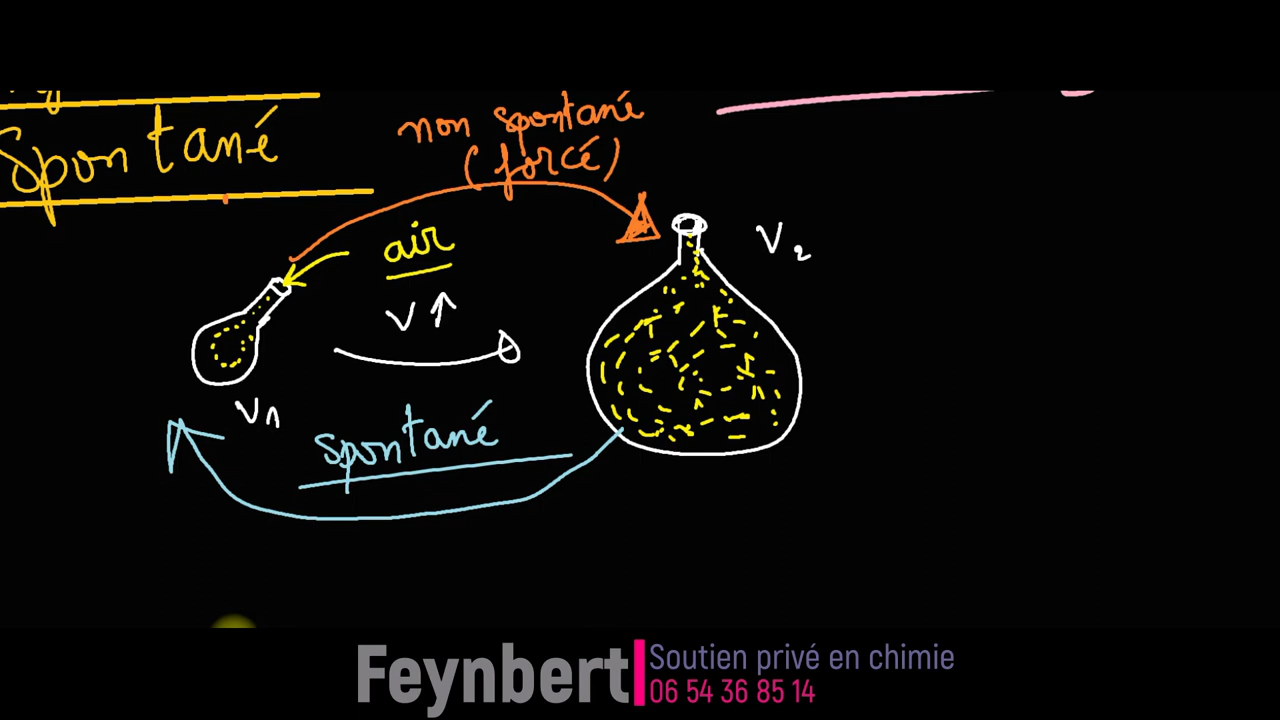 Spontané
non spontané
(forcé)
air
V↑
V2
V1
spontané
Feynbert
Soutien privé en chimie
06 54 36 85 14